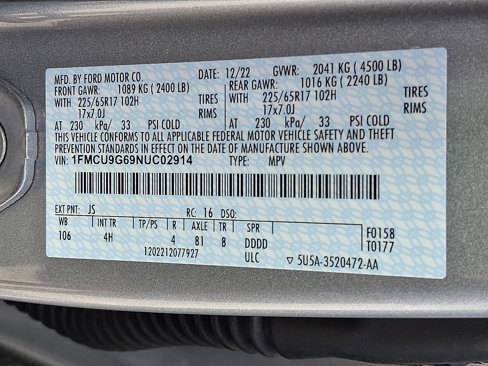 MFD. BY FORD MOTOR CO. DATE: 12/22 GVWR: 2041 KG ( 4500 LB)
FRONT GAWR: 1089 KG ( 2400 LB) REAR GAWR: 1016 KG ( 2240 LB)
WITH 225/65R17 102H TIRES WITH 225/65R17 102H TIRES
17x7.0J RIMS 17x7.0J RIMS
AT 230 kPa/ 33 PSI COLD AT 230 kPa/ 33 PSI COLD
THIS VEHICLE CONFORMS TO ALL APPLICABLE FEDERAL MOTOR VEHICLE SAFETY AND THEFT
PREVENTION STANDARDS IN EFFECT ON THE DATE OF MANUFACTURE SHOWN ABOVE.
VIN: 1FMCU9G69NUC02914 TYPE: MPV
EXT PNT: JS RC: 16 DSO:
WB INT TR TP/PS R AXLE TR SPR F0158
106 4H 4 81 8 DDDD T0177
1202212077927 ULC ▽ 5U5A-3520472-AA